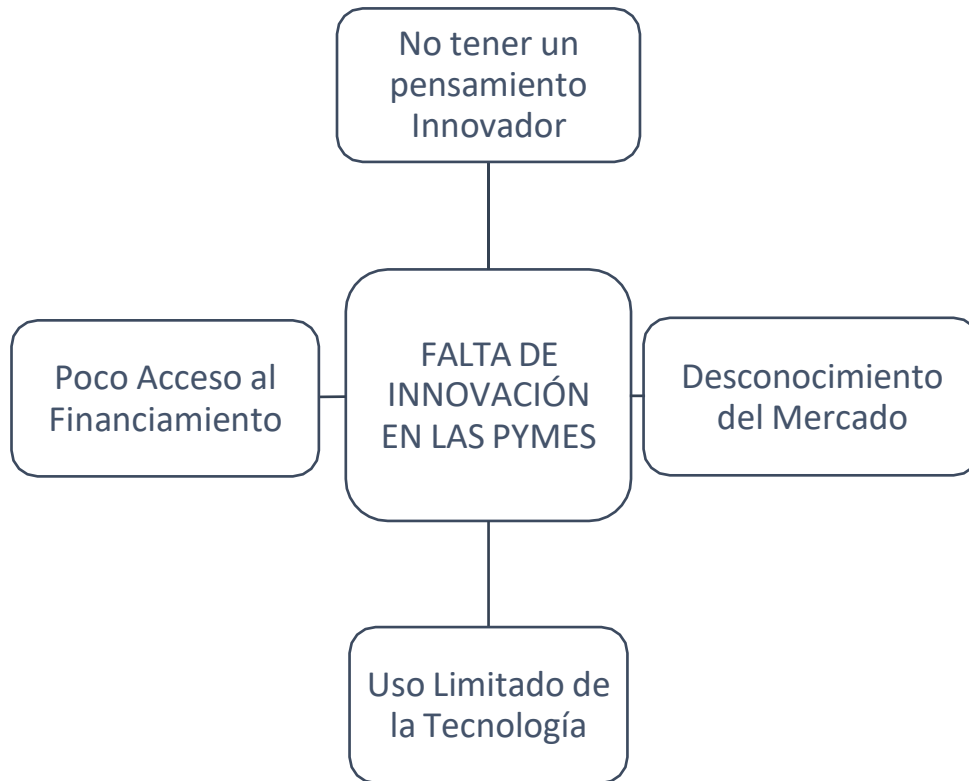 No tener un
pensamiento
Innovador
Poco Acceso al
Financiamiento
FALTA DE
INNOVACIÓN
EN LAS PYMES
Desconocimiento
del Mercado
Uso Limitado de
la Tecnología